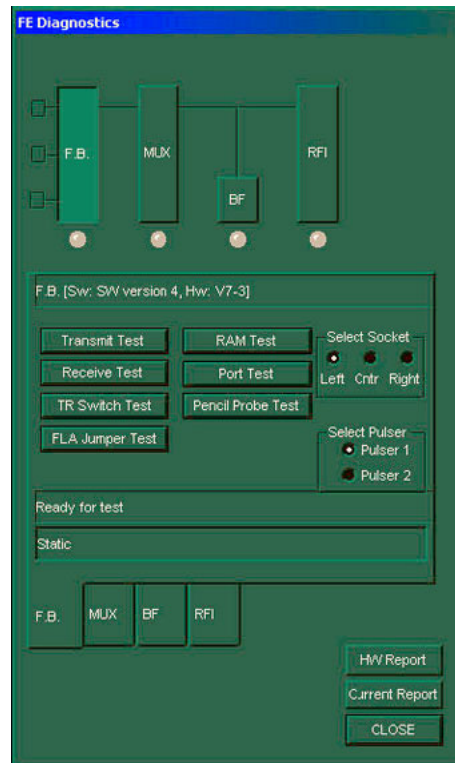 FE Diagnostics
F.B.
MUX
RFI
BF
F.B. [Sw: SW version 4, Hw: V7-3]
Transmit Test
RAM Test
Select Socket
Receive Test
Port Test
Left Cntr Right
TR Switch Test
Pencil Probe Test
FLA Jumper Test
Select Pulser
Pulser 1
Pulser 2
Ready for test
Static
F.B. MUX BF RFI
HW Report
Current Report
CLOSE